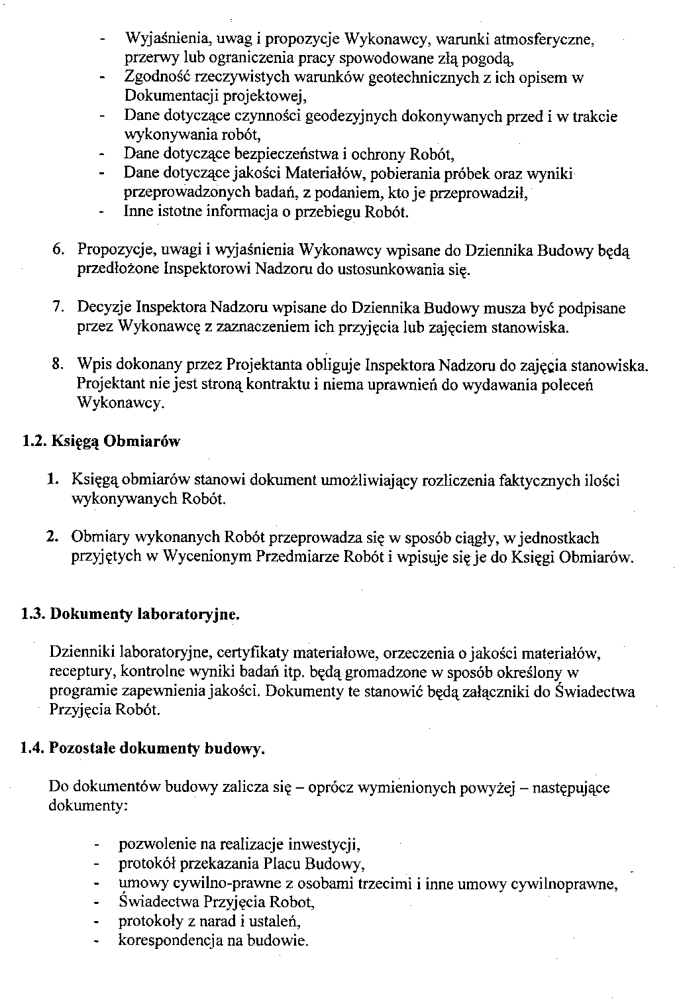 - Wyjaśnienia, uwag i propozycje Wykonawcy, warunki atmosferyczne,
przerwy lub ograniczenia pracy spowodowane złą pogodą,
- Zgodność rzeczywistych warunków geotechnicznych z ich opisem w
Dokumentacji projektowej,
- Dane dotyczące czynności geodezyjnych dokonywanych przed i w trakcie
wykonywania robót,
- Dane dotyczące bezpieczeństwa i ochrony Robót,
- Dane dotyczące jakości Materiałów, pobierania próbek oraz wyniki
przeprowadzonych badań, z podaniem, kto je przeprowadził,
- Inne istotne informacja o przebiegu Robót.
6. Propozycje, uwagi i wyjaśnienia Wykonawcy wpisane do Dziennika Budowy będą
przedłożone Inspektorowi Nadzoru do ustosunkowania się.
7. Decyzje Inspektora Nadzoru wpisane do Dziennika Budowy musza być podpisane
przez Wykonawcę z zaznaczeniem ich przyjęcia lub zajęciem stanowiska.
8. Wpis dokonany przez Projektanta obliguje Inspektora Nadzoru do zajęcia stanowiska.
Projektant nie jest stroną kontraktu i niema uprawnień do wydawania poleceń
Wykonawcy.
1.2. Księgą Obmiarów
1. Księgą obmiarów stanowi dokument umożliwiający rozliczenia faktycznych ilości
wykonywanych Robót.
2. Obmiary wykonanych Robót przeprowadza się w sposób ciągły, w jednostkach
przyjętych w Wycenionym Przedmiarze Robót i wpisuje się je do Księgi Obmiarów.
1.3. Dokumenty laboratoryjne.
Dzienniki laboratoryjne, certyfikaty materiałowe, orzeczenia o jakości materiałów,
receptury, kontrolne wyniki badań itp. będą gromadzone w sposób określony w
programie zapewnienia jakości. Dokumenty te stanowić będą załączniki do Świadectwa
Przyjęcia Robót.
1.4. Pozostałe dokumenty budowy.
Do dokumentów budowy zalicza się – oprócz wymienionych powyżej – następujące
dokumenty:
- pozwolenie na realizacje inwestycji,
- protokół przekazania Placu Budowy,
- umowy cywilno-prawne z osobami trzecimi i inne umowy cywilnoprawne,
- Świadectwa Przyjęcia Robot,
- protokoły z narad i ustaleń,
- korespondencja na budowie.